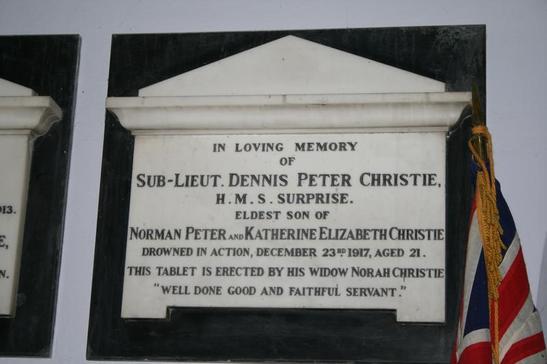 913.
E,
N.
IN LOVING MEMORY
OF
SUB-LIEUT. DENNIS PETER CHRISTIE,
H.M.S. SURPRISE.
ELDEST SON OF
NORMAN PETER AND KATHERINE ELIZABETH CHRISTIE
DROWNED IN ACTION, DECEMBER 23RD 1917, AGED 21.
THIS TABLET IS ERECTED BY HIS WIDOW NORAH CHRISTIE
"WELL DONE GOOD AND FAITHFUL SERVANT."